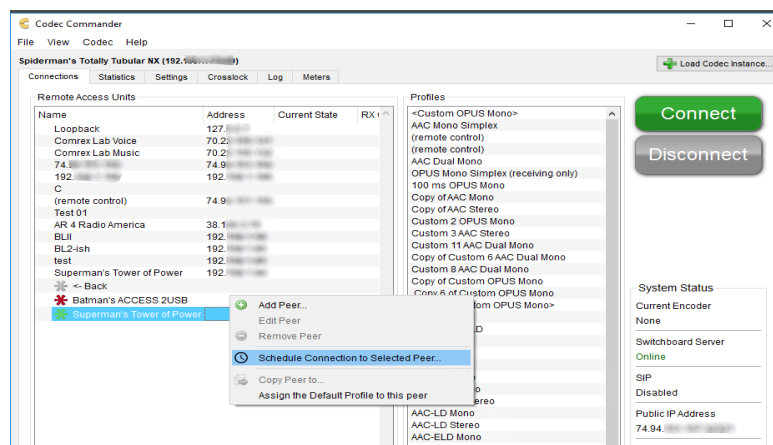 Codec Commander
File View Codec Help
Spiderman's Totally Tubular NX (192.
Load Codec Instance...
Connections Statistics Settings Crosslock Log Meters
Remote Access Units
Name Address Current State RX
Loopback 127.
Comrex Lab Voice 70.2
Comrex Lab Music 70.2
74. 74.9
192. 192.
C
(remote control) 74.9
Test 01
AR 4 Radio America 38.1
BLII 192.
BL2-ish 192.
test 192.
Superman's Tower of Power 192.
<- Back
Batman's ACCESS 2USB
Superman's Tower of Power
Add Peer...
Edit Peer
Remove Peer
Schedule Connection to Selected Peer...
Copy Peer to...
Assign the Default Profile to this peer
Profiles
<Custom OPUS Mono>
AAC Mono Simplex
(remote control)
(remote control)
AAC Dual Mono
OPUS Mono Simplex (receiving only)
100 ms OPUS Mono
Copy of AAC Mono
Copy of AAC Stereo
Custom 2 OPUS Mono
Custom 3 AAC Stereo
Custom 11 AAC Dual Mono
Copy of Custom 6 AAC Dual Mono
Custom 8 AAC Dual Mono
Copy 6 of Custom OPUS Mono
OPUS Mono>
AAC-LD Mono
AAC-LD Stereo
AAC-ELD Mono
Connect
Disconnect
System Status
Current Encoder
None
Switchboard Server
Online
SIP
Disabled
Public IP Address
74.94.